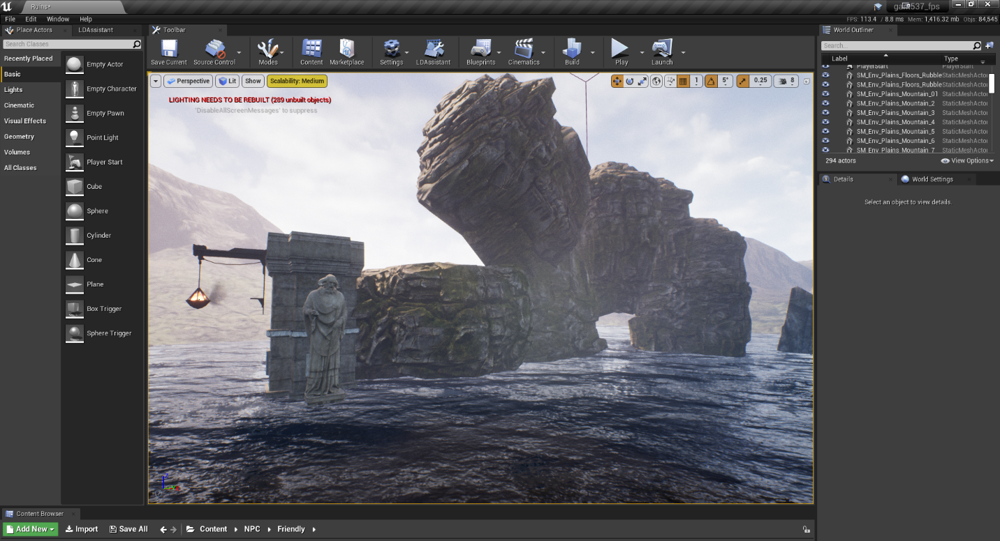 Ruins•
File Edit Window Help
FPS: 113.4 / 8.8 ms Mem: 1,416.32 mb Objs: 84,545
Place Actors
LDAssistant
Search Classes
Recently Placed
Basic
Lights
Cinematic
Visual Effects
Geometry
Volumes
All Classes
Empty Actor
Empty Character
Empty Pawn
Point Light
Player Start
Cube
Sphere
Cylinder
Cone
Plane
Box Trigger
Sphere Trigger
Toolbar
Save Current
Source Control
Modes
Content
Marketplace
Settings
LDAssistant
Blueprints
Cinematics
Build
Play
Launch
Perspective
Lit
Show
Scalability: Medium
1
5°
0.25
8
LIGHTING NEEDS TO BE REBUILT (289 unbuilt objects)
'DisableAllScreenMessages' to suppress
World Outliner
Search...
Label Type
PlayerStart PlayerStart
SM_Env_Plains_Floors_Rubble StaticMeshActor
SM_Env_Plains_Floors_Rubble StaticMeshActor
SM_Env_Plains_Mountain_01 StaticMeshActor
SM_Env_Plains_Mountain_2 StaticMeshActor
SM_Env_Plains_Mountain_3 StaticMeshActor
SM_Env_Plains_Mountain_4 StaticMeshActor
SM_Env_Plains_Mountain_5 StaticMeshActor
SM_Env_Plains_Mountain_6 StaticMeshActor
SM_Env_Plains_Mountain_7 StaticMeshActor
294 actors
View Options
Details
World Settings
Select an object to view details.
Content Browser
Add New
Import
Save All
Content
NPC
Friendly